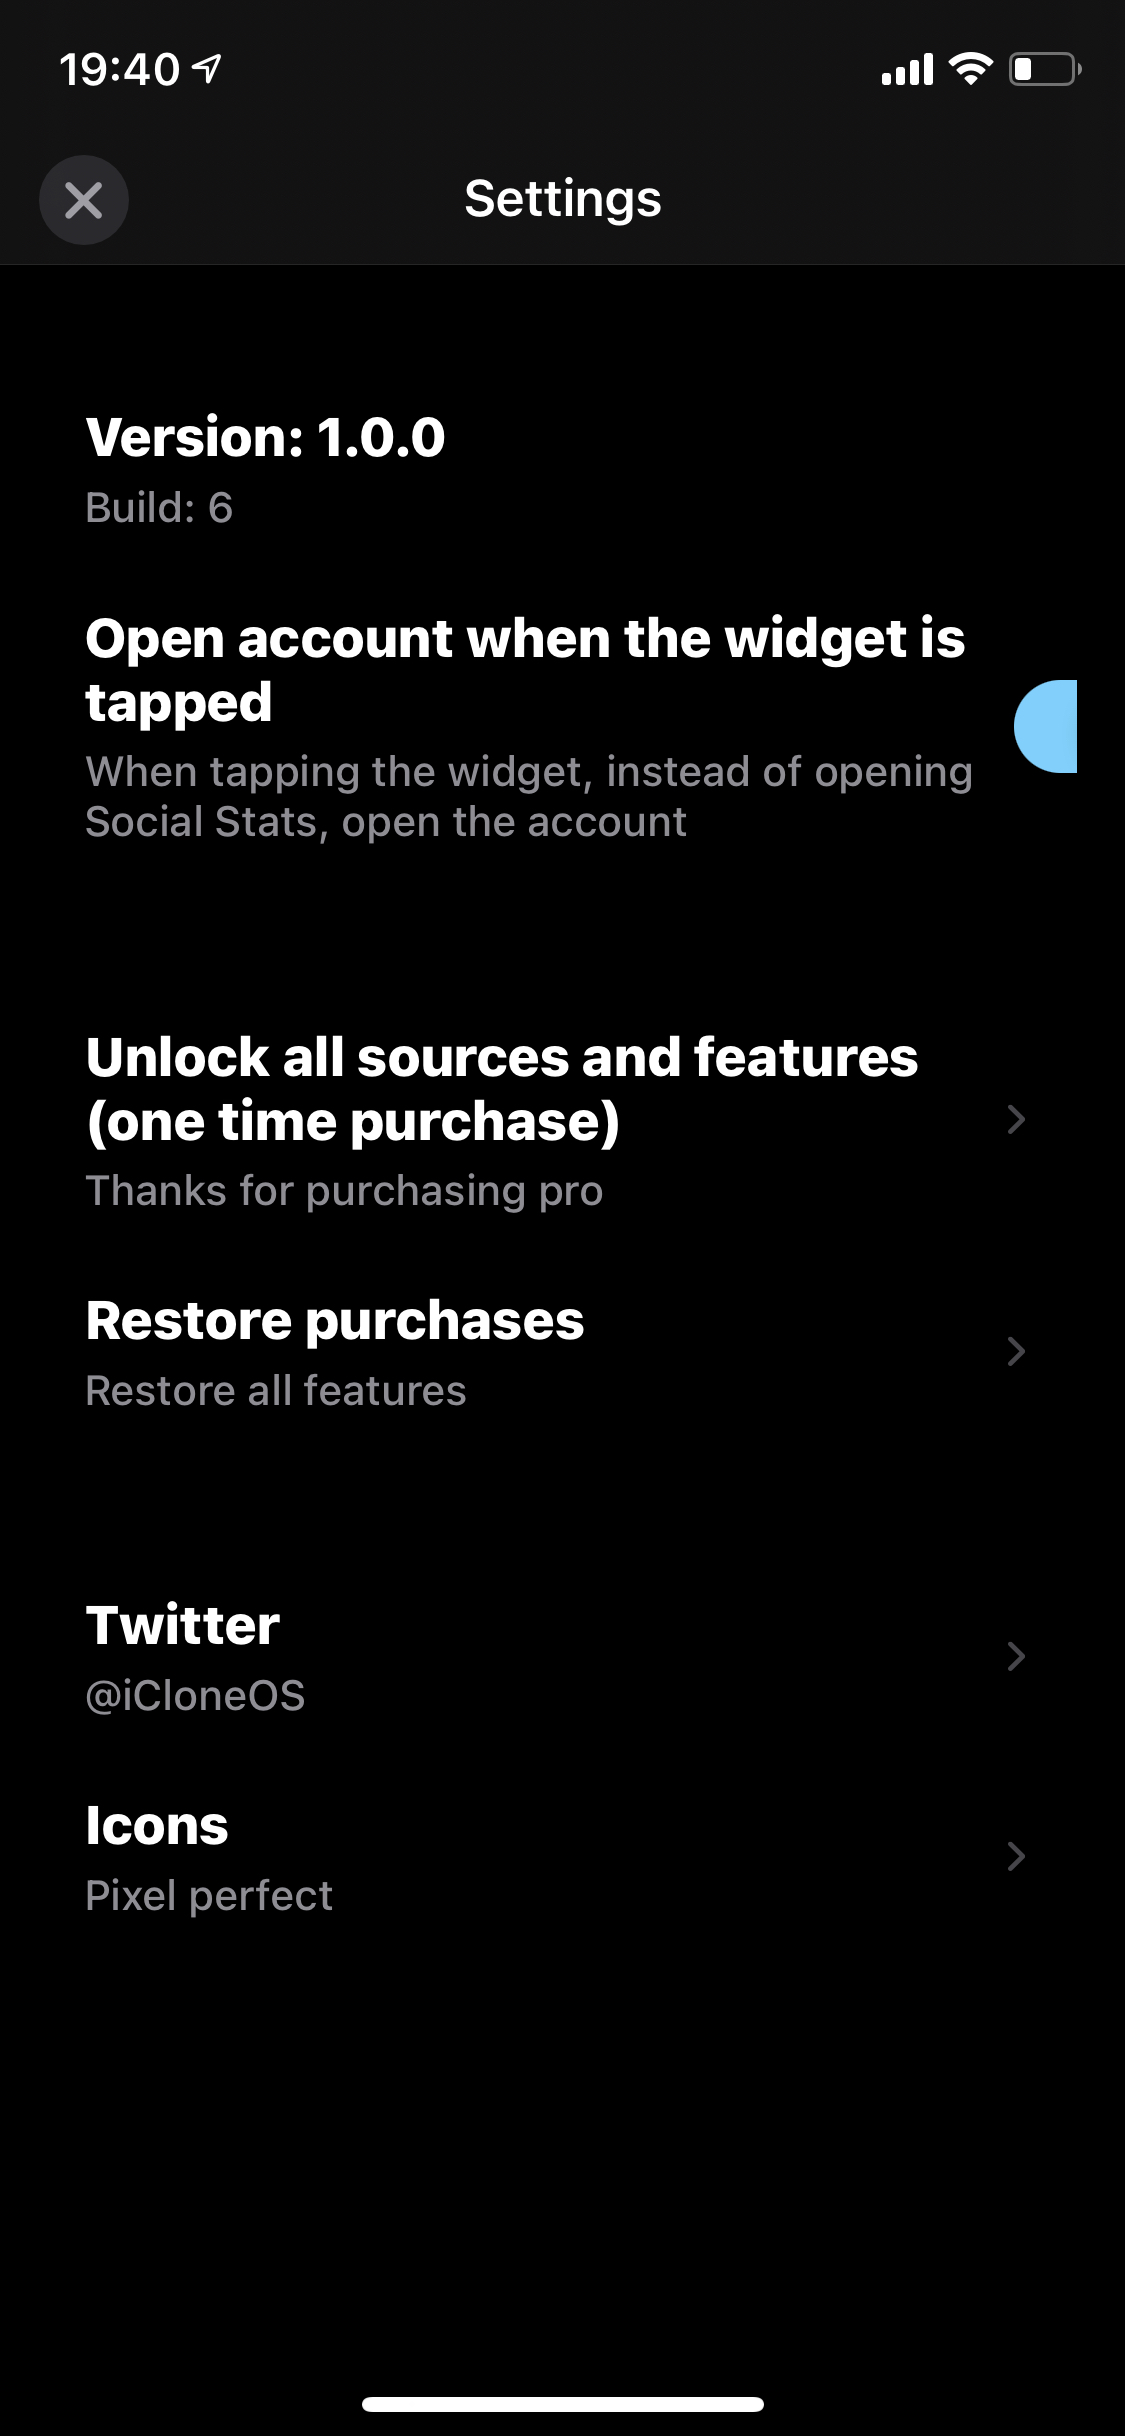 19:40
Settings
Version: 1.0.0
Build: 6
Open account when the widget is
tapped
When tapping the widget, instead of opening
Social Stats, open the account
Unlock all sources and features
(one time purchase)
Thanks for purchasing pro
Restore purchases
Restore all features
Twitter
@iCloneOS
Icons
Pixel perfect